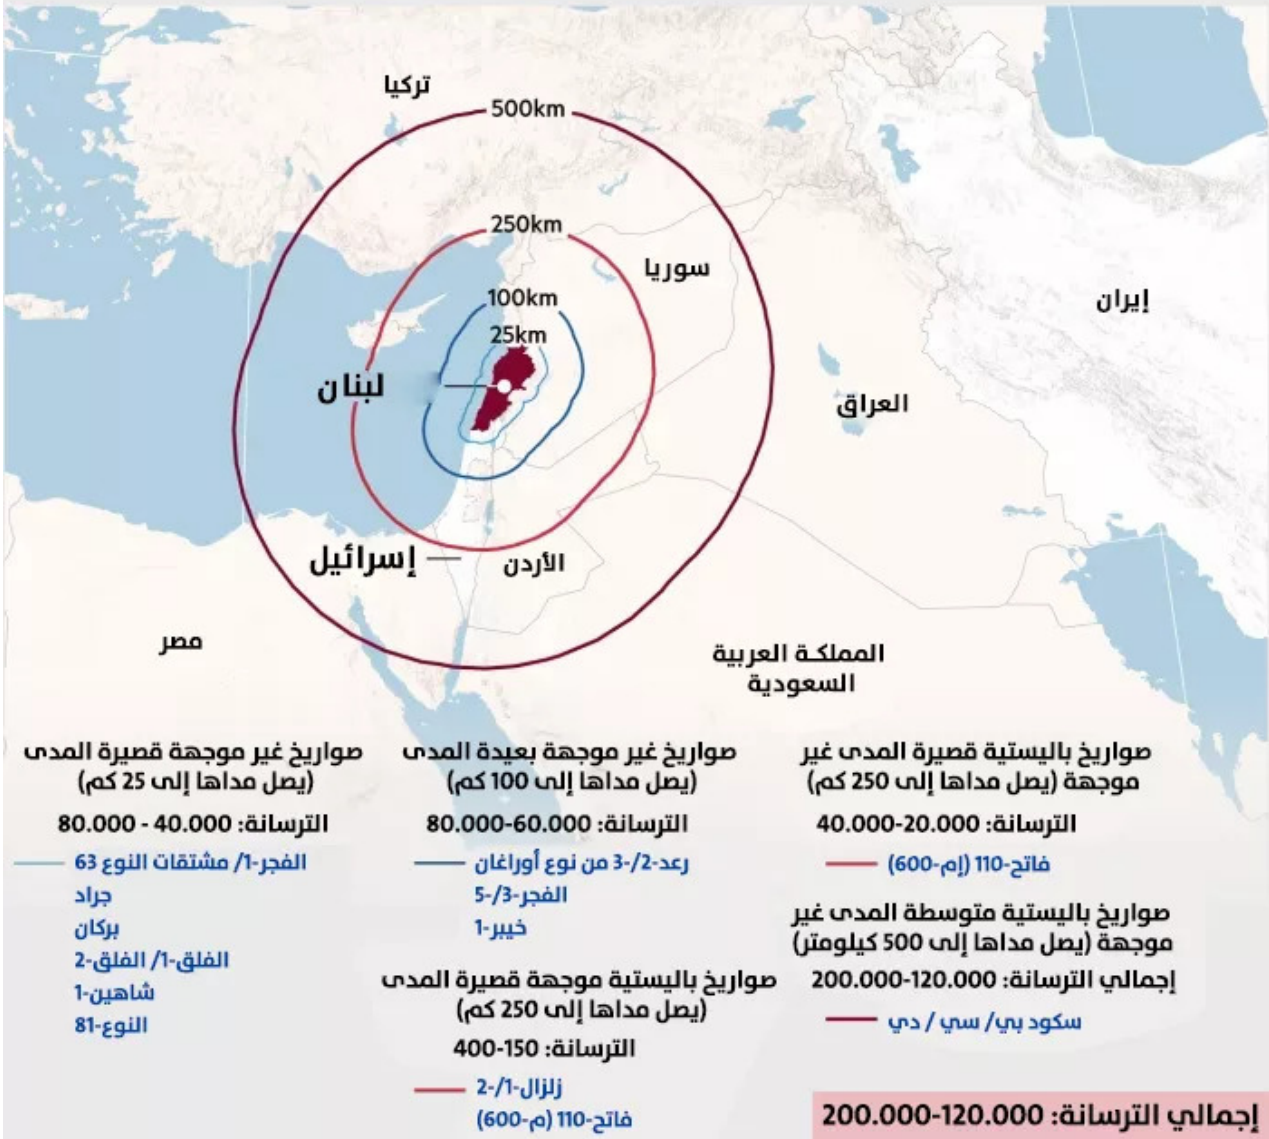 تركيا
500km
250km
سوريا
100km
إيران
25km
لبنان
العراق
إسرائيل
الأردن
مصر
المملكـة العربية
السعودية
صواريخ باليستية قصيرة المدى غير
موجهة (يصل مداها إلى 250 كم)
الترسانة: 20.000-40.000
فاتح-110 (إم-600)
صواريخ باليستية متوسطة المدى غير
موجهة (يصل مداها إلى 500 كيلومتر)
إجمالي الترسانة: 120.000-200.000
سكود بي/ سي / دي
صواريخ غير موجهة بعيدة المدى
(يصل مداها إلى 100 كم)
الترسانة: 60.000-80.000
رعد-2/-3 من نوع أوراغان
الفجر-3/-5
خيبر-1
صواريخ باليستية موجهة قصيرة المدى
(يصل مداها إلى 250 كم)
الترسانة: 150-400
زلزال-1/-2
فاتح-110 (م-600)
صواريخ غير موجهة قصيرة المدى
(يصل مداها إلى 25 كم)
الترسانة: 40.000 - 80.000
الفجر-1/ مشتقات النوع 63
جراد
بركان
الفلق-1/ الفلق-2
شاهين-1
النوع-81
إجمالي الترسانة: 120.000-200.000